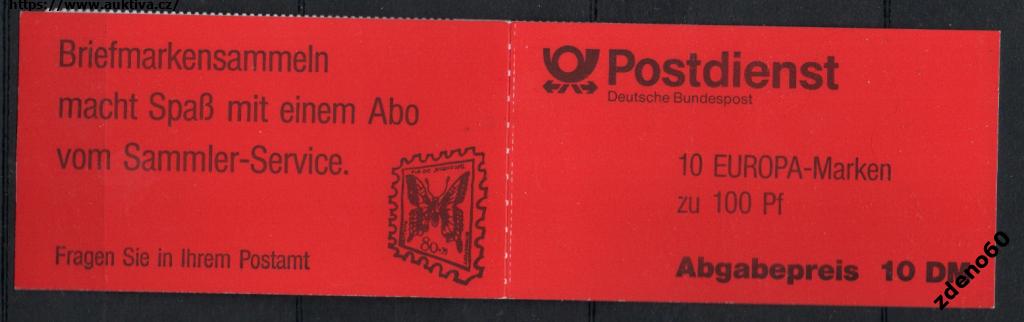 https://www.auktiva.cz/
Briefmarkensammeln
macht Spaß mit einem Abo
vom Sammler-Service.
80
Fragen Sie in Ihrem Postamt
Postdienst
Deutsche Bundespost
10 EUROPA-Marken
zu 100 Pf
Abgabepreis 10 DM
zdeno60